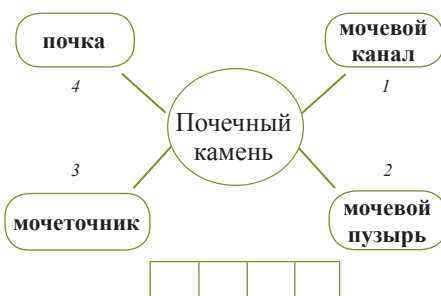 почка
4
мочевой
канал
1
Почечный
камень
3
мочеточник
2
мочевой
пузырь